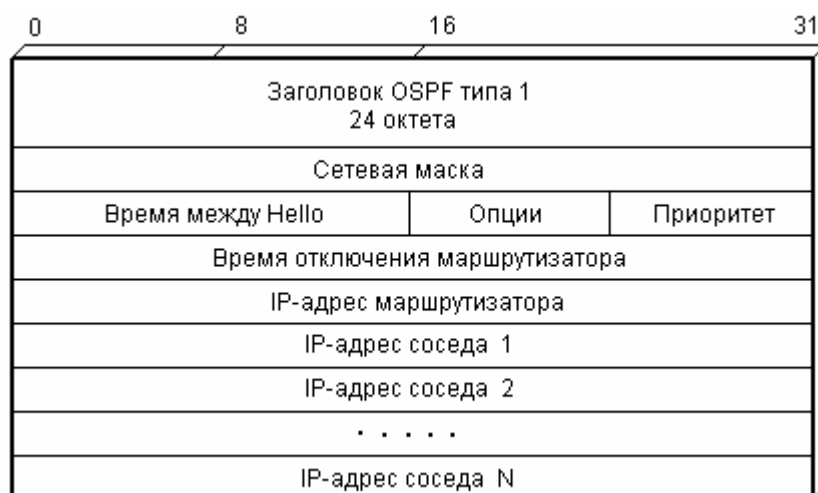 0 8 16 31
Заголовок OSPF типа 1
24 октета
Сетевая маска
Время между Hello Опции Приоритет
Время отключения маршрутизатора
IP-адрес маршрутизатора
IP-адрес соседа 1
IP-адрес соседа 2
. . . . .
IP-адрес соседа N